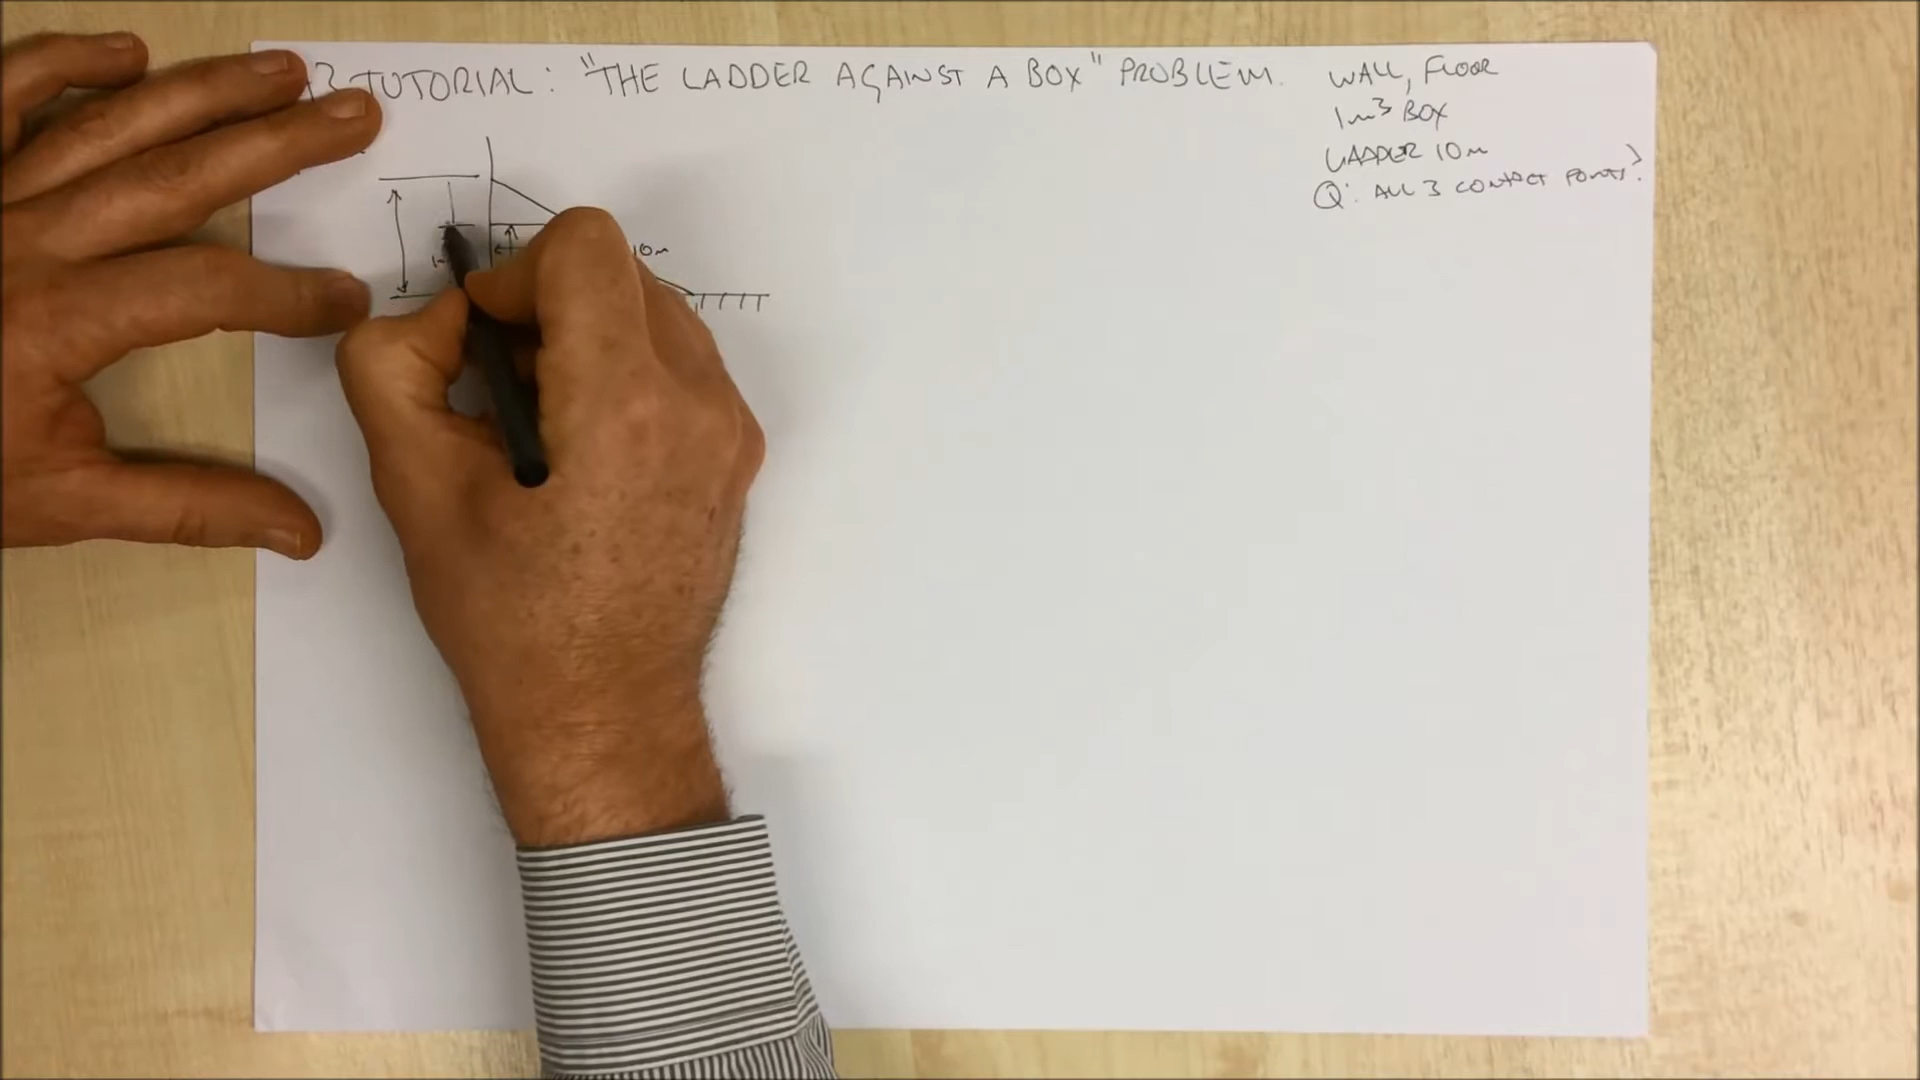 TUTORIAL: "THE LADDER AGAINST A BOX" PROBLEM.
WALL, FLOOR
1m³ BOX
LADDER 10m
Q: ALL 3 CONTACT POINTS?
10m